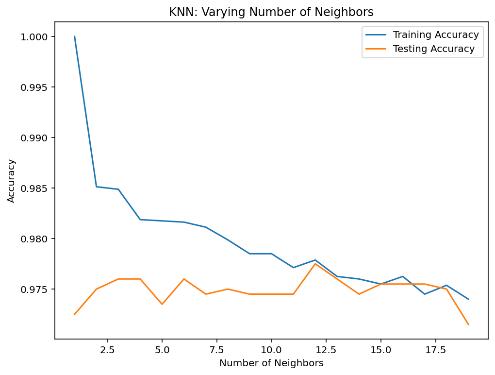 KNN: Varying Number of Neighbors
Training Accuracy
Testing Accuracy
Accuracy
1.000
0.995
0.990
0.985
0.980
0.975
2.5 5.0 7.5 10.0 12.5 15.0 17.5
Number of Neighbors